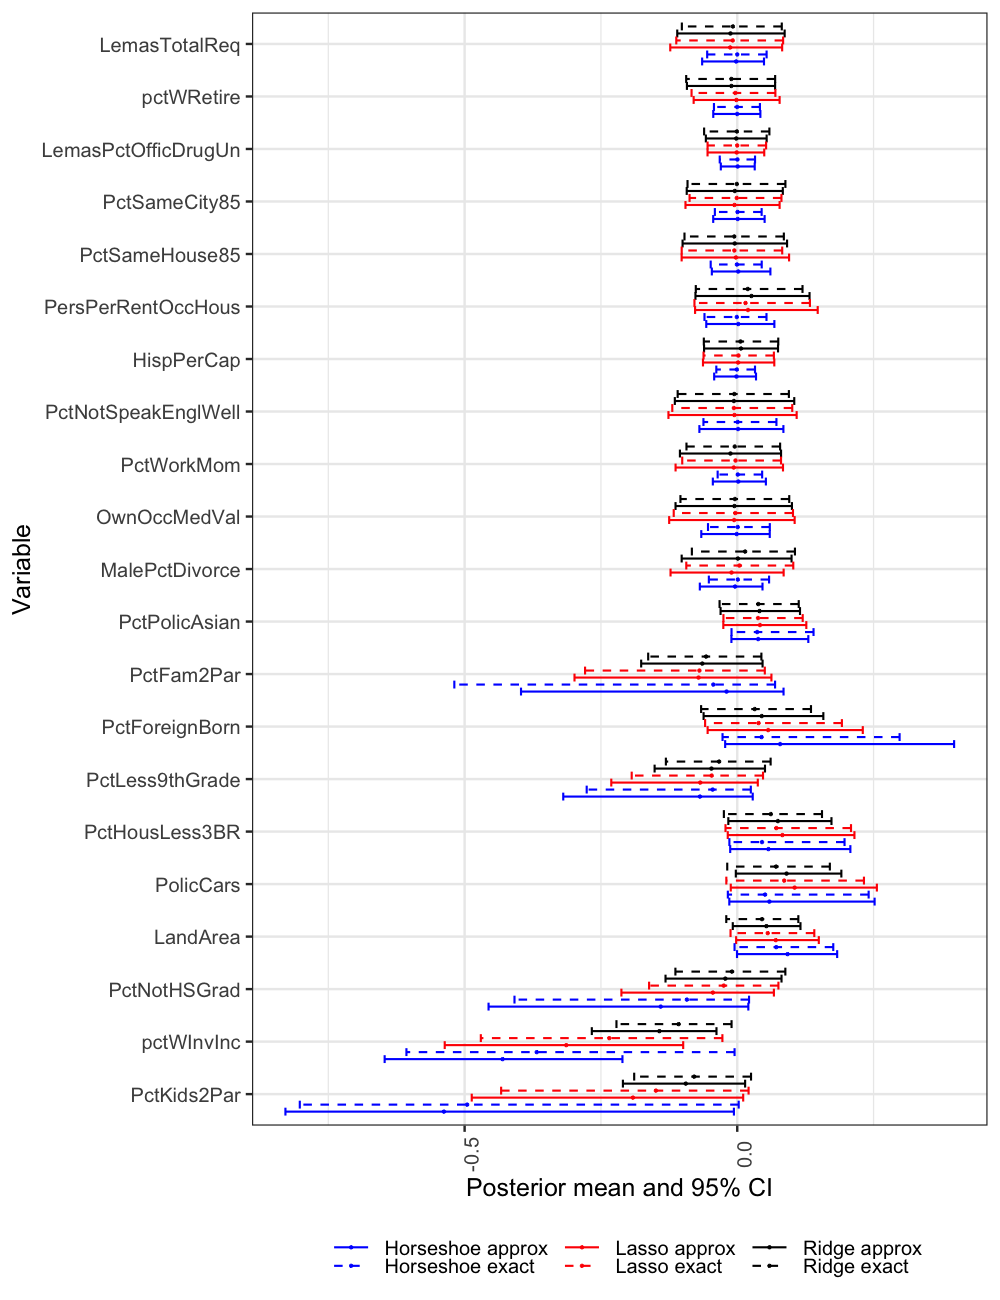 LemasTotalReq
pctWRetire
LemasPctOfficDrugUn
PctSameCity85
PctSameHouse85
PersPerRentOccHous
HispPerCap
PctNotSpeakEnglWell
PctWorkMom
OwnOccMedVal
MalePctDivorce
PctPolicAsian
PctFam2Par
PctForeignBorn
PctLess9thGrade
PctHousLess3BR
PolicCars
LandArea
PctNotHSGrad
pctWInvInc
PctKids2Par
Variable
-0.5
0.0
Posterior mean and 95% CI
Horseshoe approx Lasso approx Ridge approx
Horseshoe exact Lasso exact Ridge exact